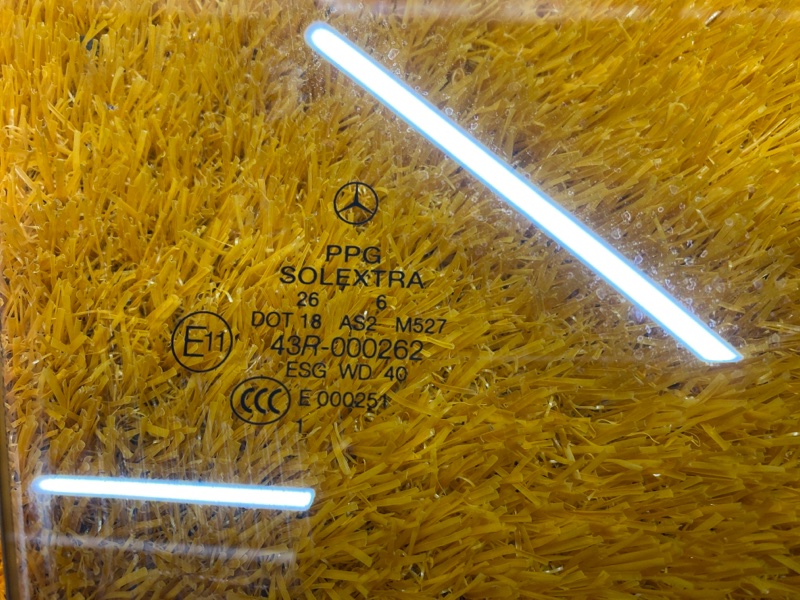 PPG
SOLEXTRA
26 6
DOT 18 AS2 M527
E11 43R-000262
ESG WD 40
CCC E 000251
1